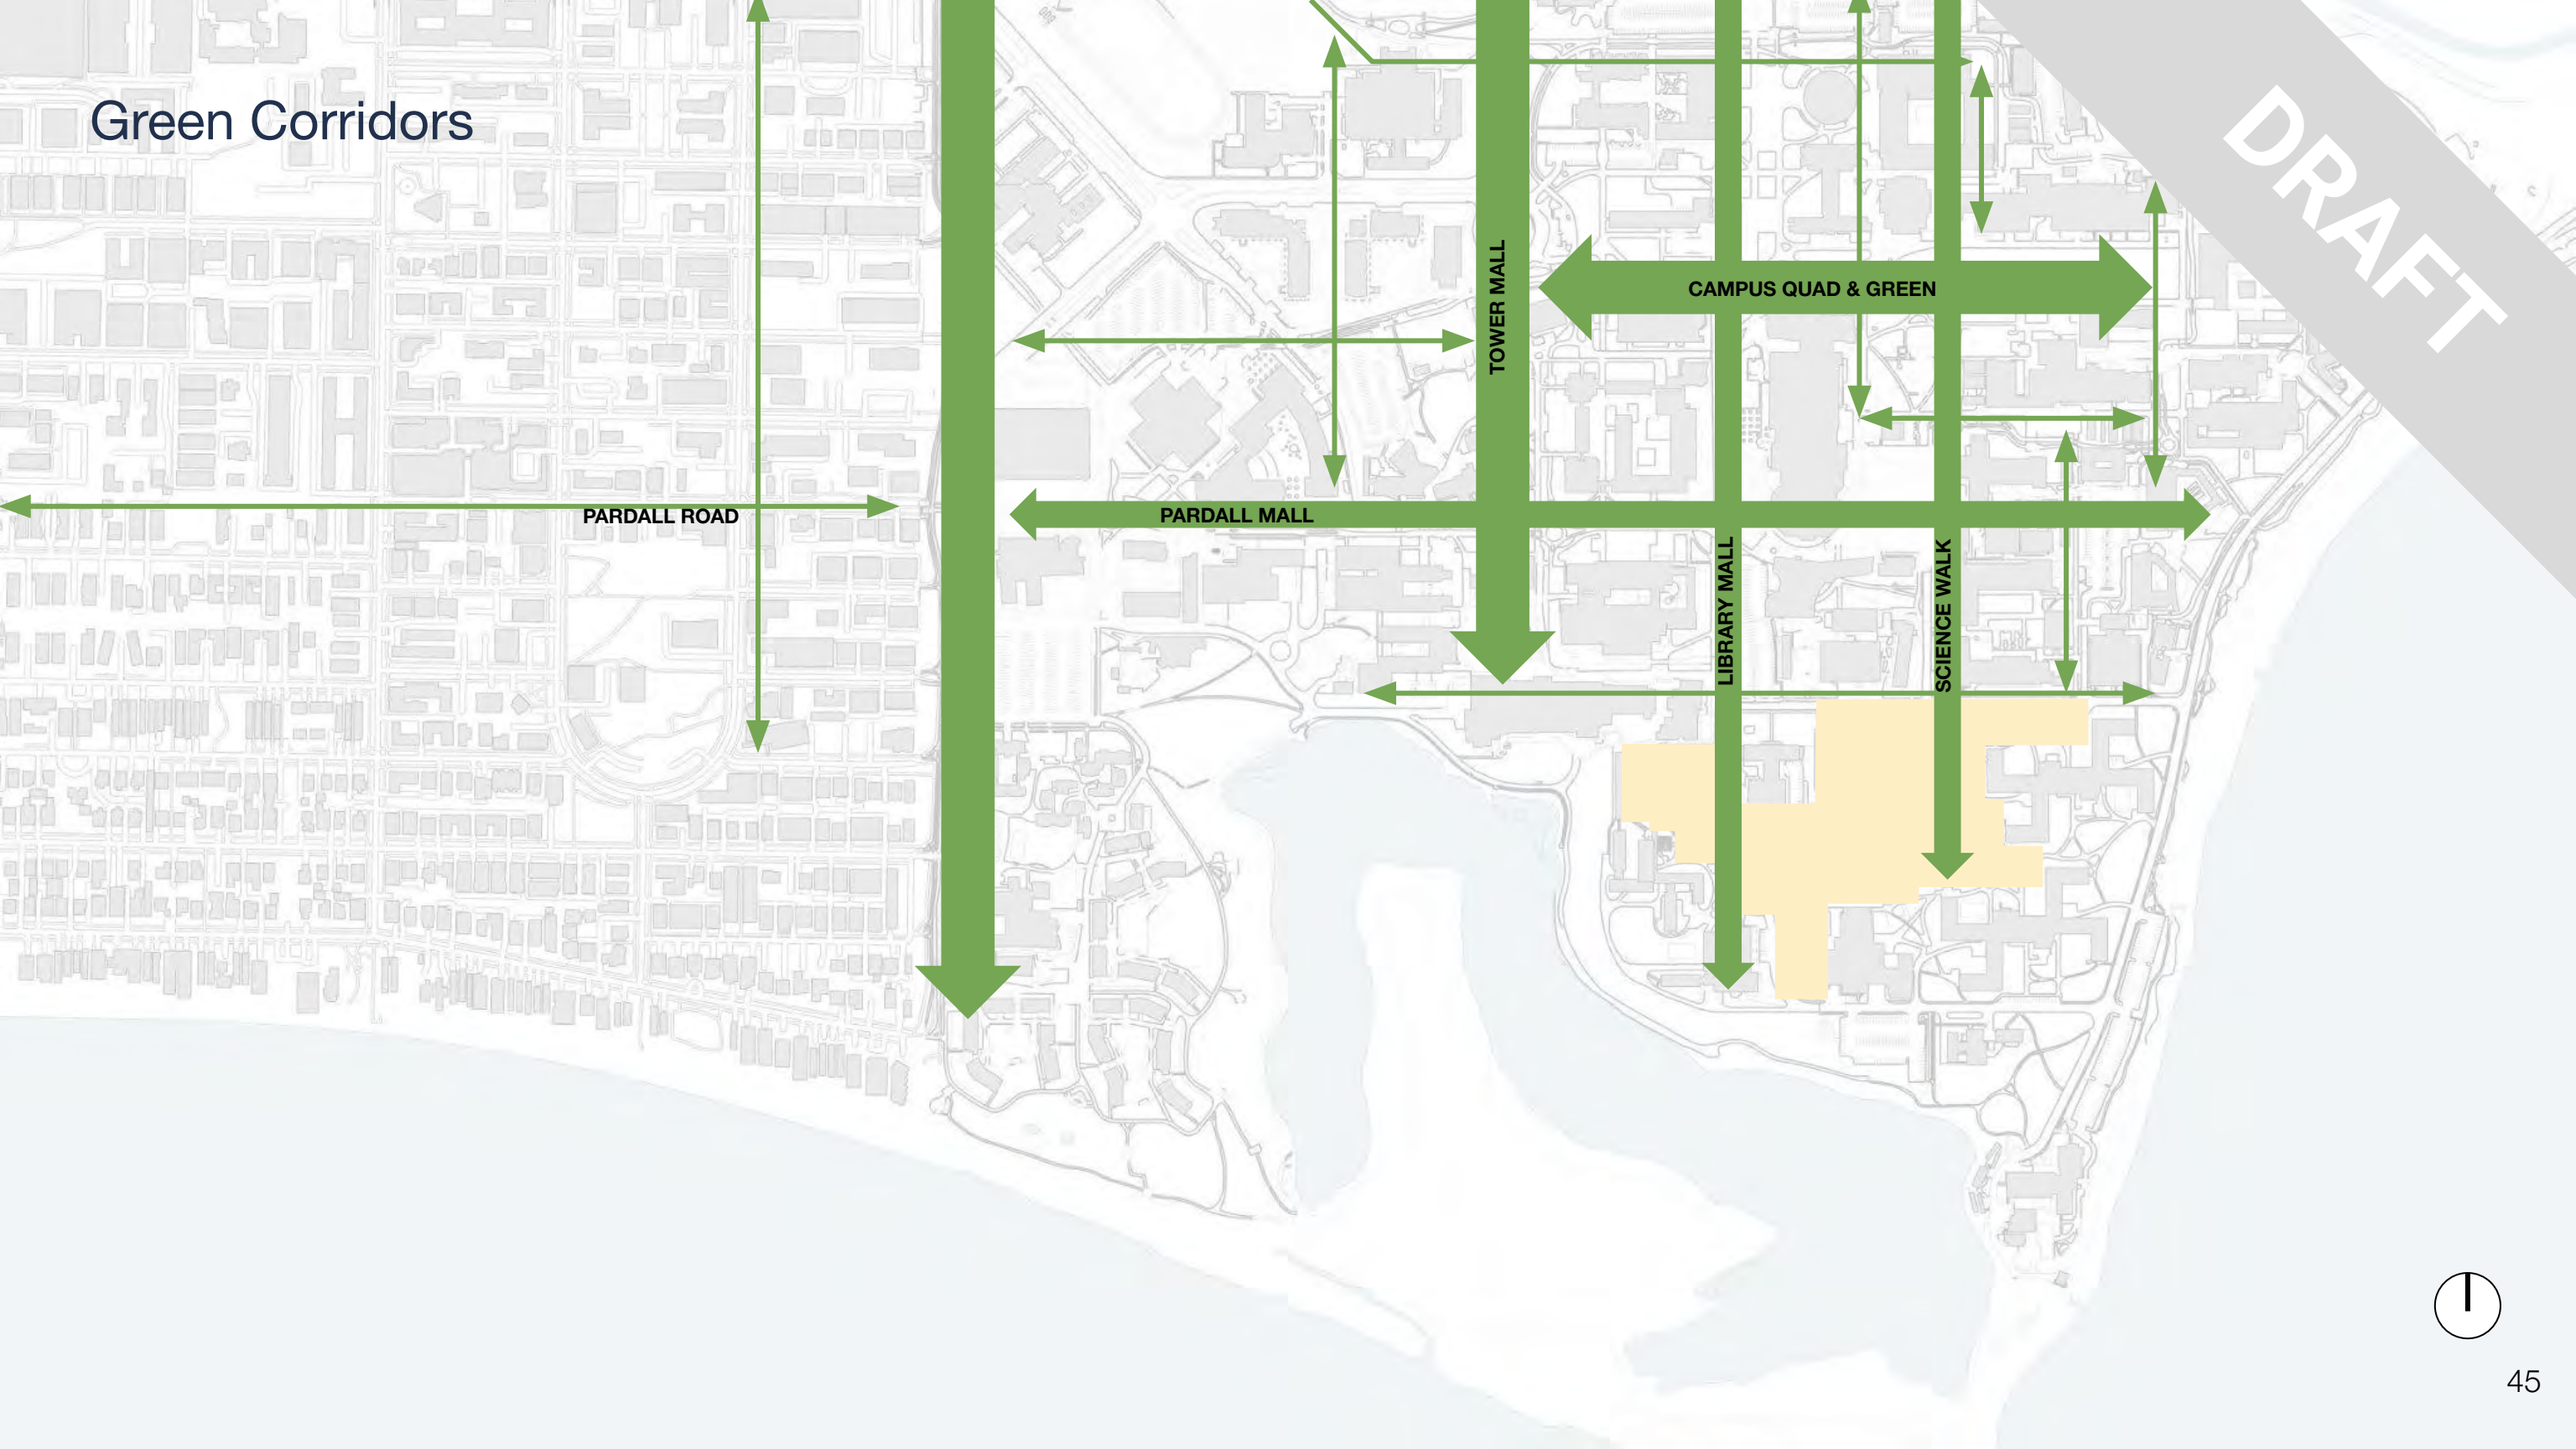 Green Corridors
DRAFT
TOWER MALL
CAMPUS QUAD & GREEN
PARDALL ROAD
PARDALL MALL
LIBRARY MALL
SCIENCE WALK
45